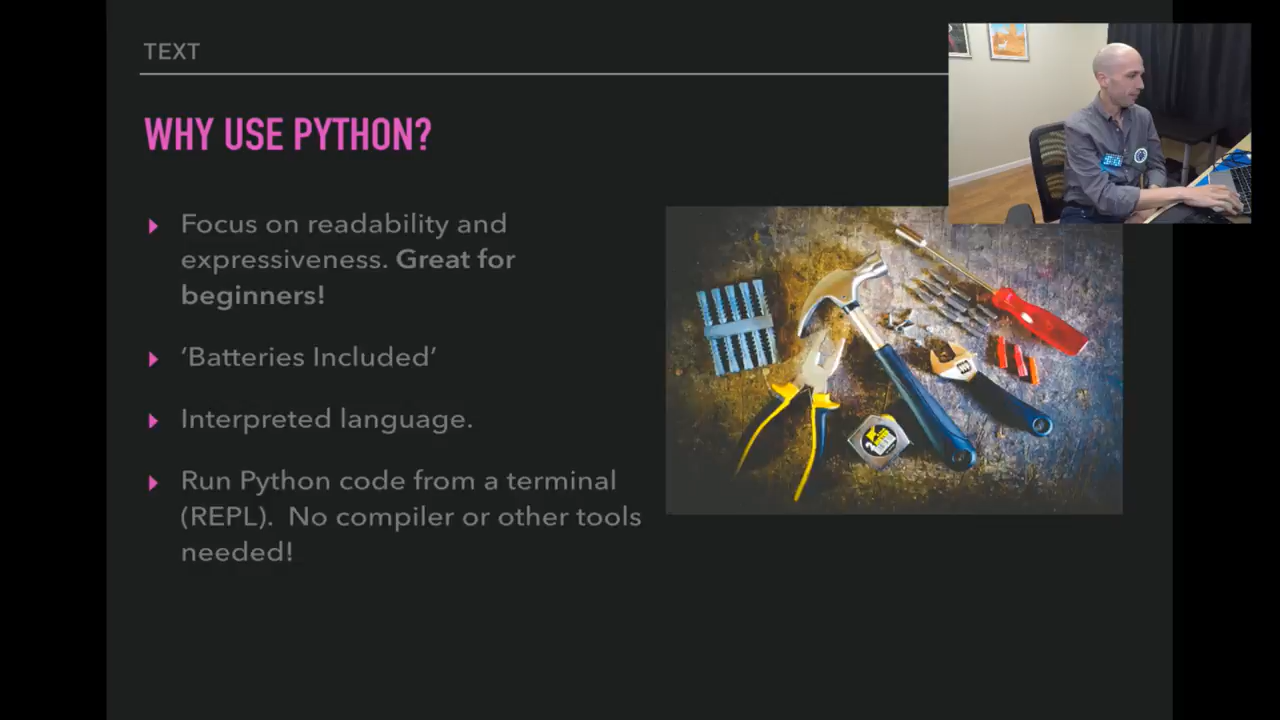 TEXT
WHY USE PYTHON?
Focus on readability and
expressiveness. Great for
beginners!
‘Batteries Included’
Interpreted language.
Run Python code from a terminal
(REPL).  No compiler or other tools
needed!